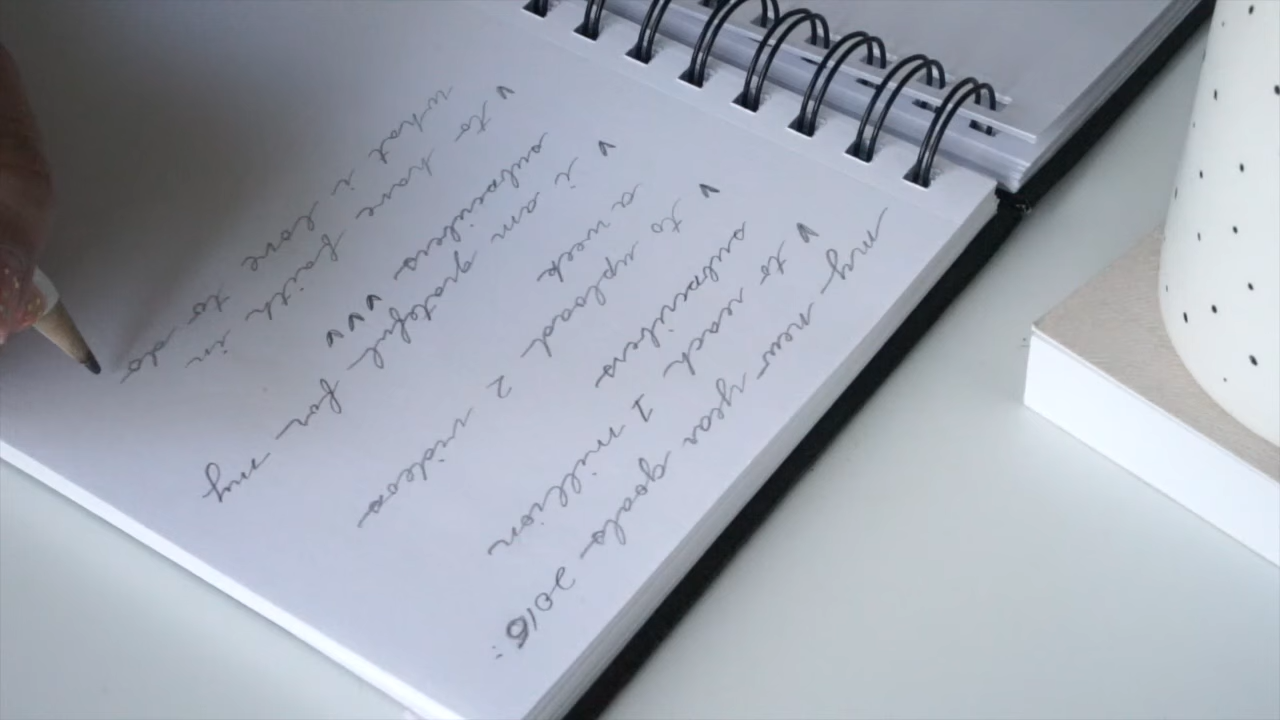 my new year goals 2016:
v to reach 1 million
subscribers
v to upload 2 videos
a week
v i am grateful for my
subscribers v v v
v to have faith in
what i love to do